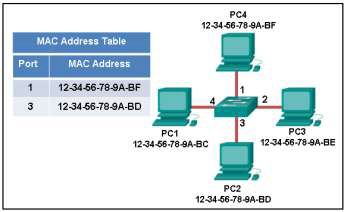 MAC Address Table
Port MAC Address
1 12-34-56-78-9A-BF
3 12-34-56-78-9A-BD
PC4
12-34-56-78-9A-BF
1
4
2
3
PC1
12-34-56-78-9A-BC
PC3
12-34-56-78-9A-BE
PC2
12-34-56-78-9A-BD